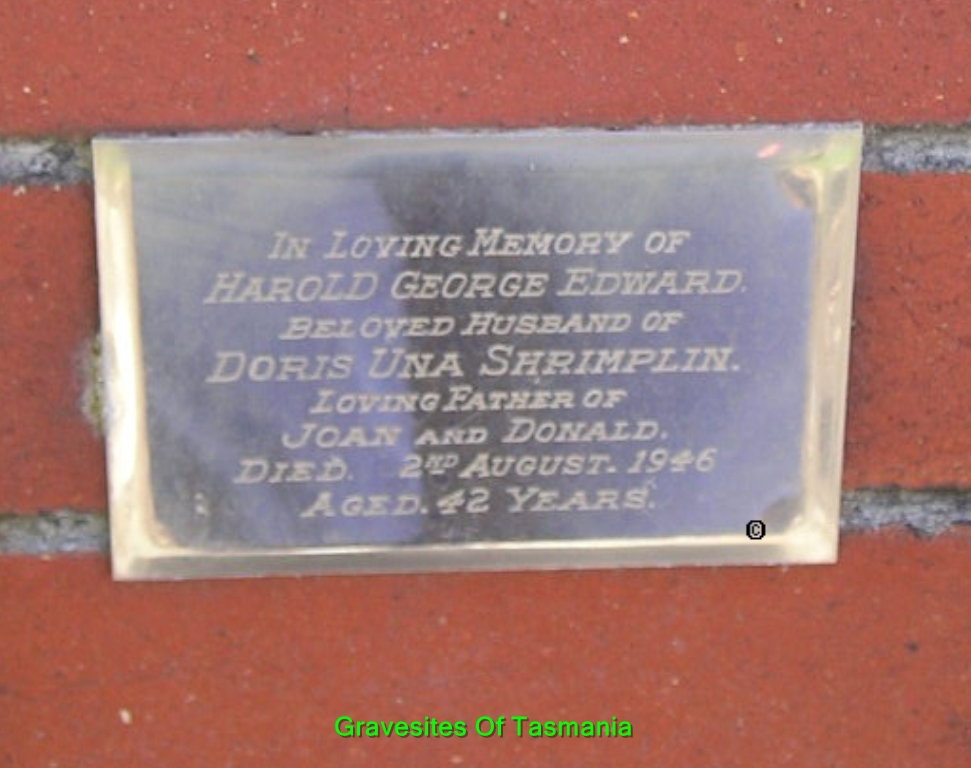 In Loving Memory of
Harold George Edward.
Beloved Husband of
Doris Una Shrimplin.
Loving Father of
Joan and Donald.
Died. 2ND August. 1946
Aged. 42 Years.
©
Gravesites Of Tasmania